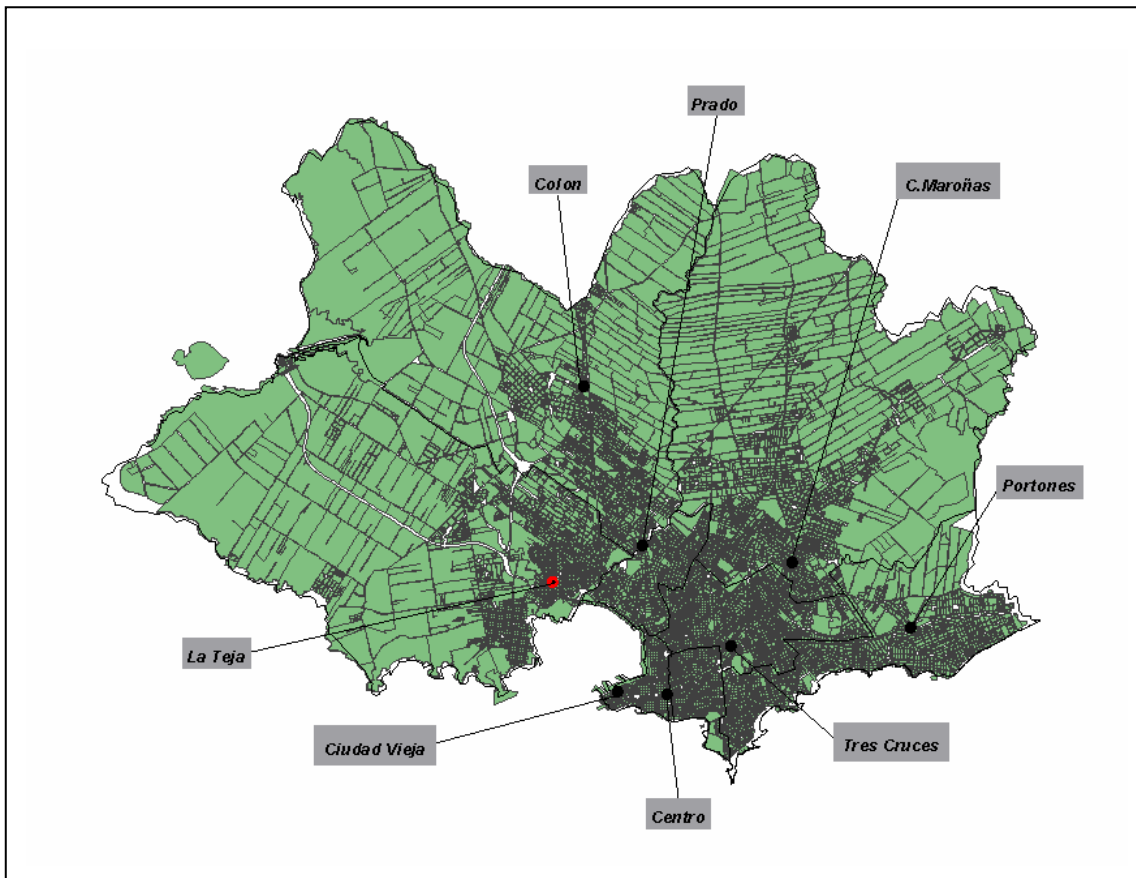 Prado
Colon
C.Maroñas
Portones
La Teja
Ciudad Vieja
Tres Cruces
Centro